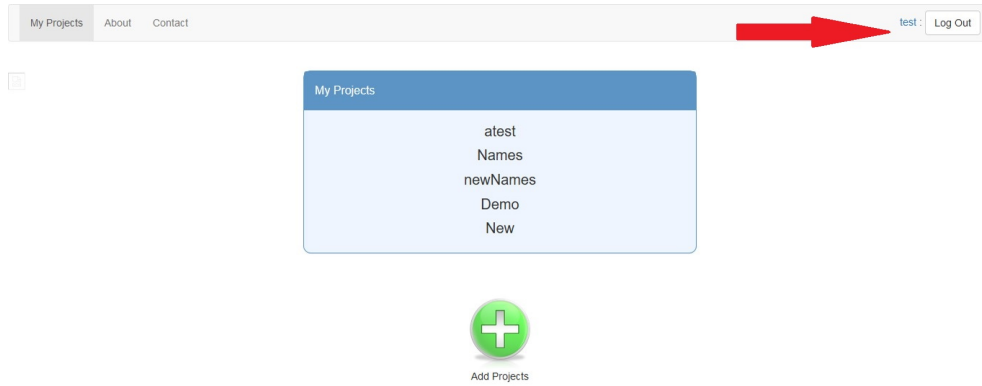 My Projects About Contact test : Log Out
My Projects
atest
Names
newNames
Demo
New
Add Projects